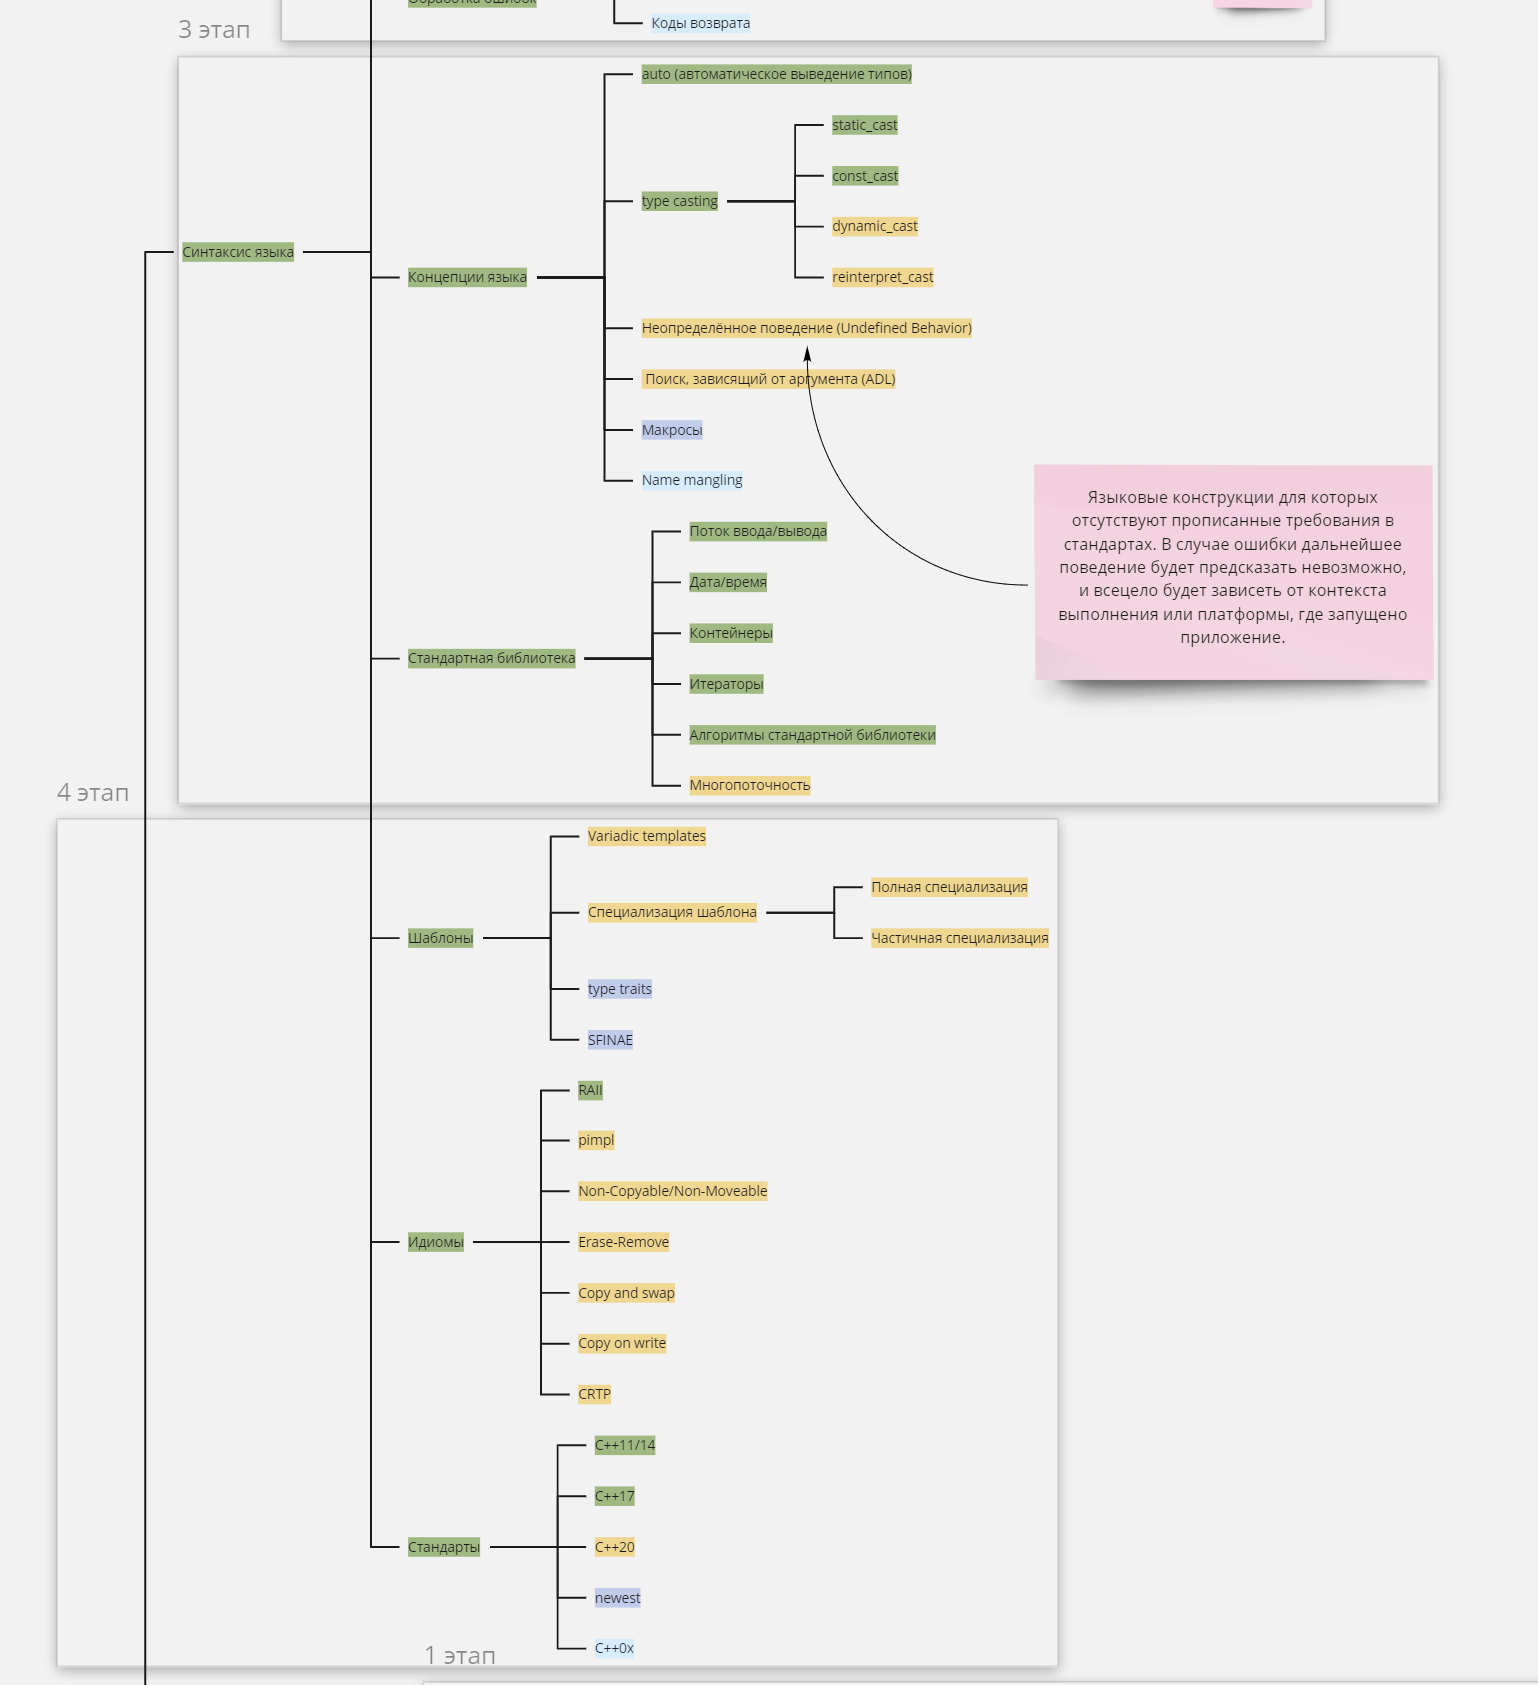 Обработка ошибок
Коды возврата
3 этап
auto (автоматическое выведение типов)
static_cast
const_cast
type casting
dynamic_cast
Синтаксис языка
Концепции языка
reinterpret_cast
Неопределённое поведение (Undefined Behavior)
Поиск, зависящий от аргумента (ADL)
Макросы
Name mangling
Языковые конструкции для которых
отсутствуют прописанные требования в
стандартах. В случае ошибки дальнейшее
поведение будет предсказать невозможно,
и всецело будет зависеть от контекста
выполнения или платформы, где запущено
приложение.
Поток ввода/вывода
Дата/время
Контейнеры
Стандартная библиотека
Итераторы
Алгоритмы стандартной библиотеки
Многопоточность
4 этап
Variadic templates
Полная специализация
Специализация шаблона
Шаблоны
Частичная специализация
type traits
SFINAE
RAII
pimpl
Non-Copyable/Non-Moveable
Идиомы
Erase-Remove
Copy and swap
Copy on write
CRTP
C++11/14
C++17
Стандарты
C++20
newest
C++0x
1 этап